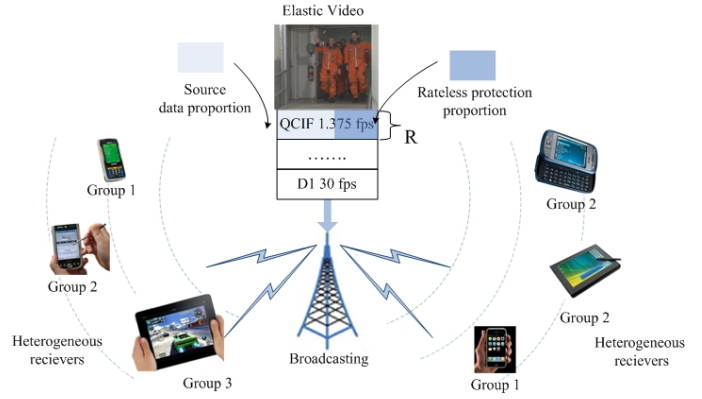 Elastic Video
Source
data proportion
Rateless protection
proportion
QCIF 1.375 fps
R
.......
D1 30 fps
Group 1
Group 2
Group 2
Group 2
Heterogeneous
recievers
Group 3
Broadcasting
Group 1
Heterogeneous
recievers